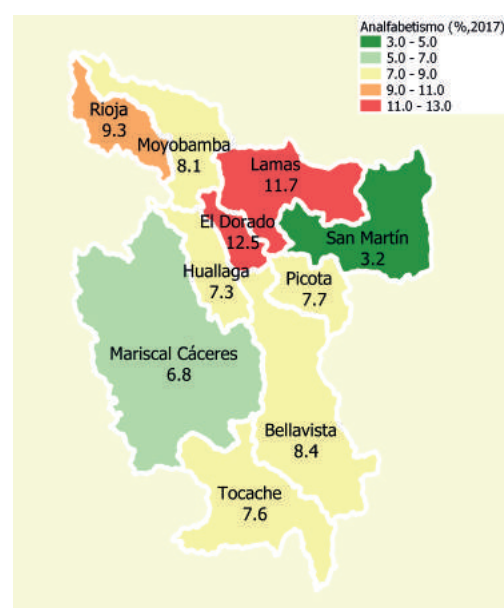 Analfabetismo (%,2017)
3.0 - 5.0
5.0 - 7.0
7.0 - 9.0
9.0 - 11.0
11.0 - 13.0
Rioja
9.3
Moyobamba
8.1
Lamas
11.7
El Dorado
12.5
San Martín
3.2
Huallaga
7.3
Picota
7.7
Mariscal Cáceres
6.8
Bellavista
8.4
Tocache
7.6